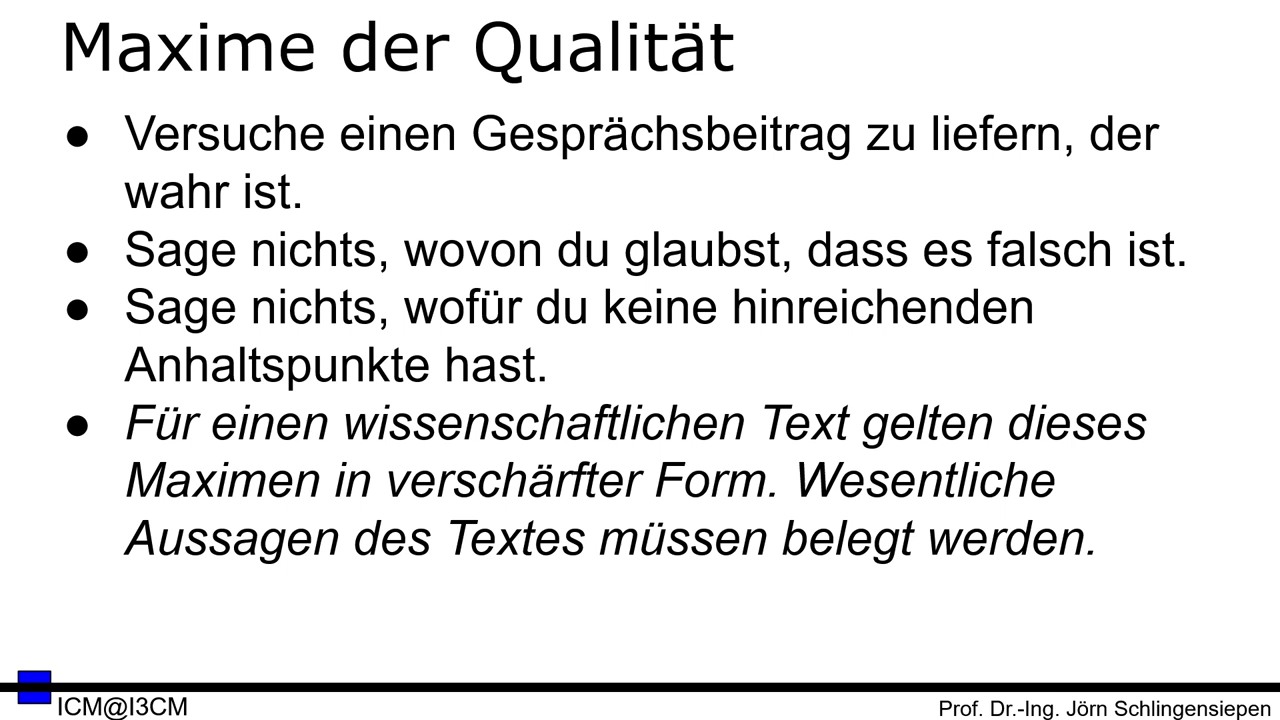 Maxime der Qualität
● Versuche einen Gesprächsbeitrag zu liefern, der
wahr ist.
● Sage nichts, wovon du glaubst, dass es falsch ist.
● Sage nichts, wofür du keine hinreichenden
Anhaltspunkte hast.
● Für einen wissenschaftlichen Text gelten dieses
Maximen in verschärfter Form. Wesentliche
Aussagen des Textes müssen belegt werden.
ICM@I3CM
Prof. Dr.-Ing. Jörn Schlingensiepen